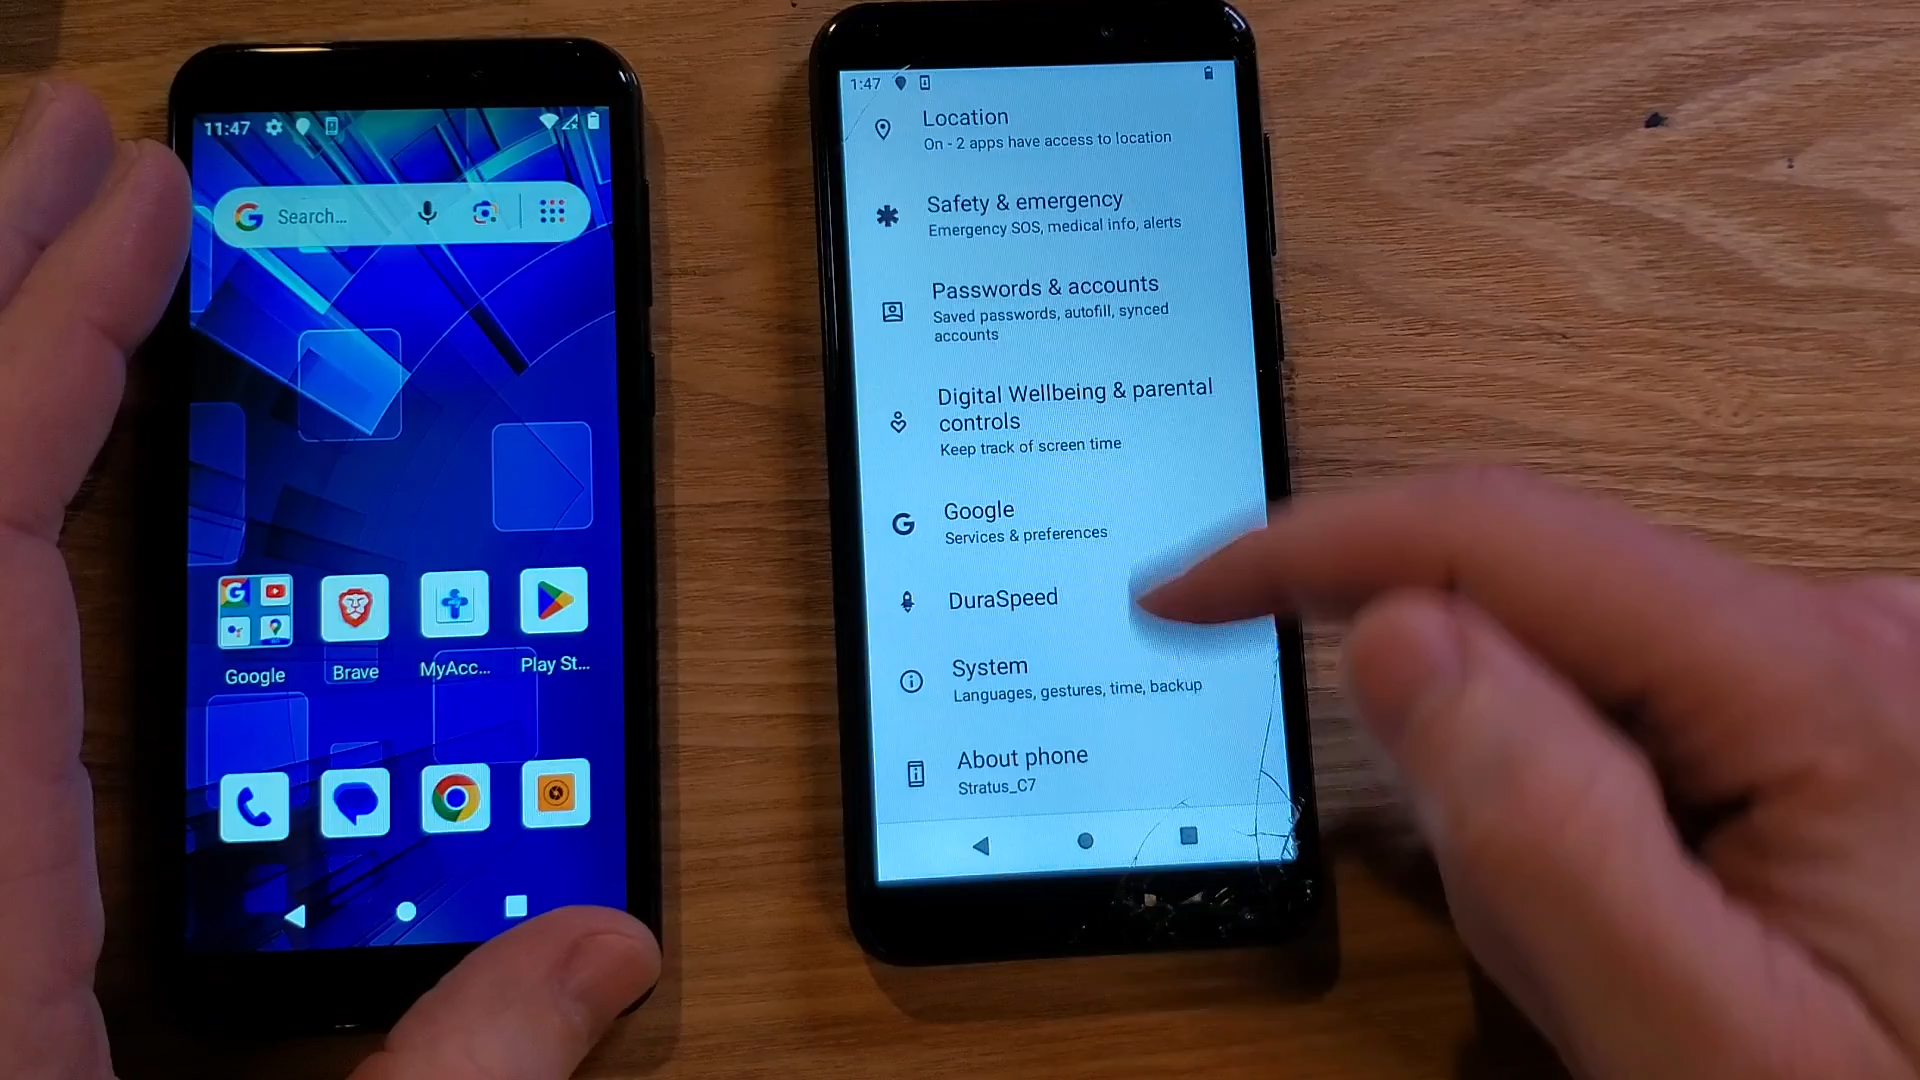 11:47
Search...
Google
Brave
MyAcc...
Play St...
1:47
Location
On - 2 apps have access to location
Safety & emergency
Emergency SOS, medical info, alerts
Passwords & accounts
Saved passwords, autofill, synced
accounts
Digital Wellbeing & parental
controls
Keep track of screen time
Google
Services & preferences
DuraSpeed
System
Languages, gestures, time, backup
About phone
Stratus_C7